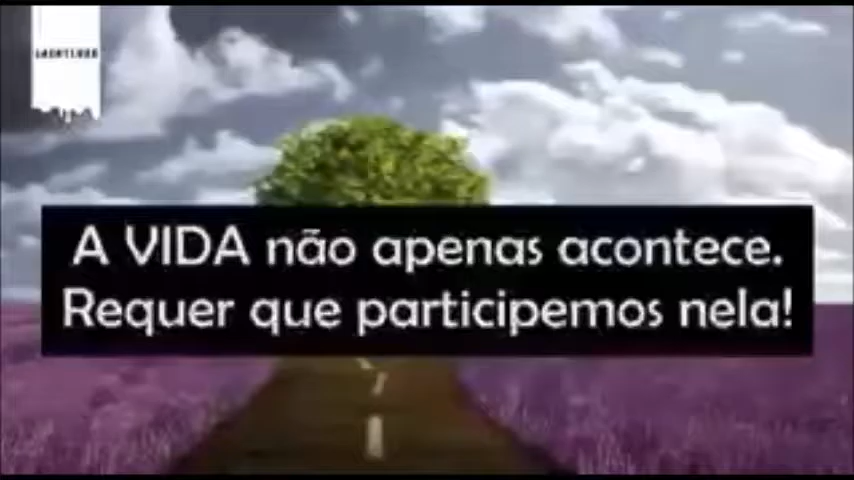 A VIDA não apenas acontece.
Requer que participemos nela!